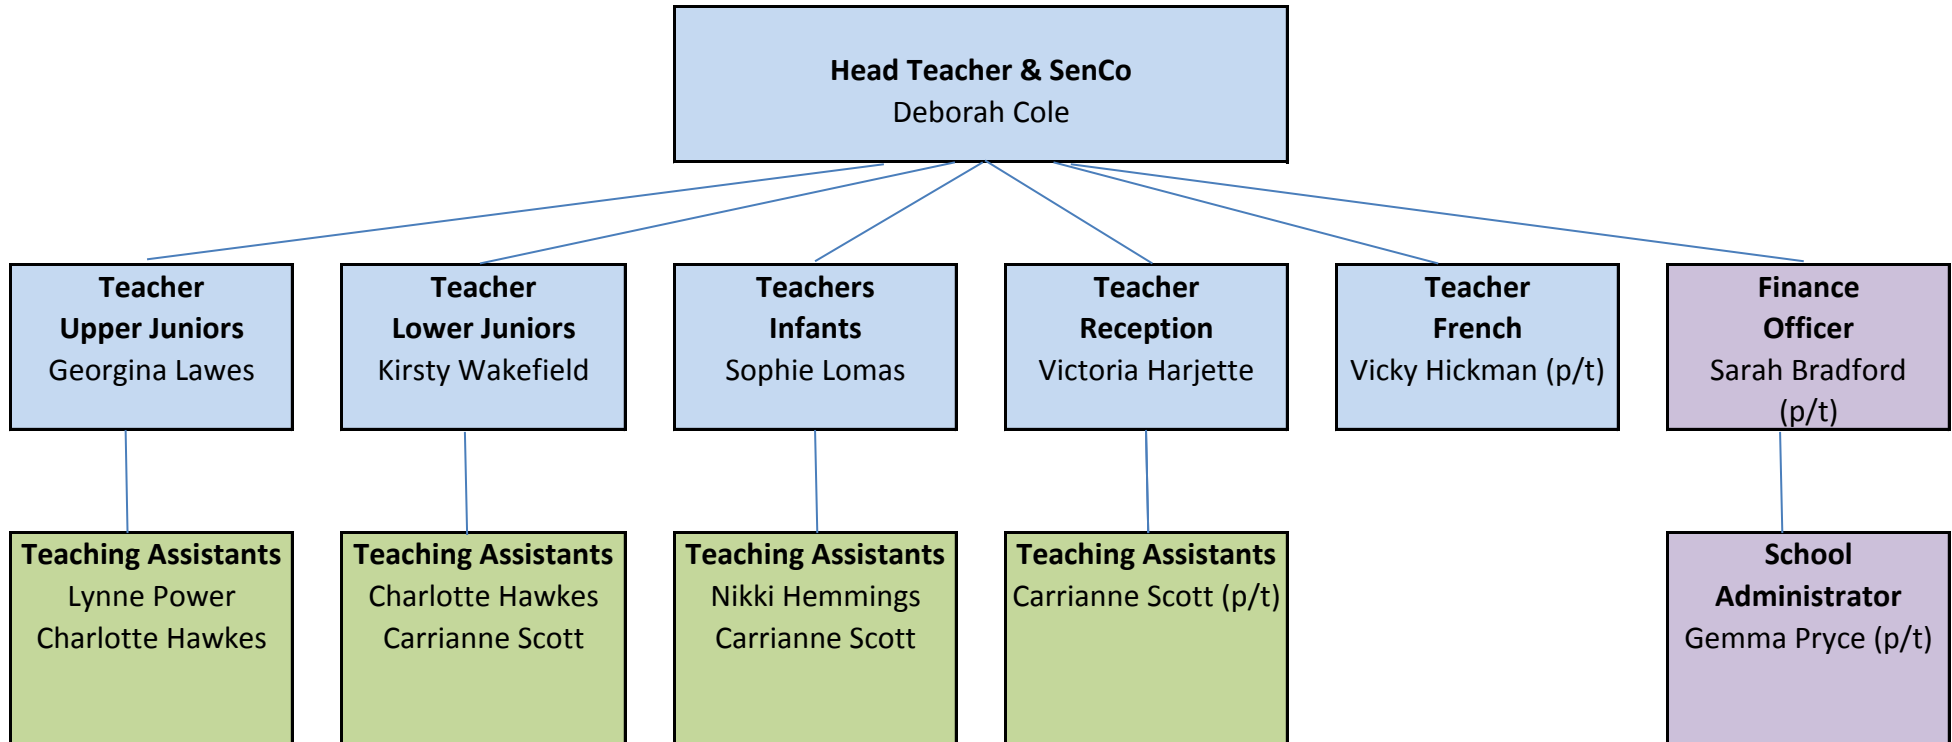 Head Teacher & SenCo
Deborah Cole
Teacher
Upper Juniors
Georgina Lawes
Teacher
Lower Juniors
Kirsty Wakefield
Teachers
Infants
Sophie Lomas
Teacher
Reception
Victoria Harjette
Teacher
French
Vicky Hickman (p/t)
Finance
Officer
Sarah Bradford
(p/t)
Teaching Assistants
Lynne Power
Charlotte Hawkes
Teaching Assistants
Charlotte Hawkes
Carrianne Scott
Teaching Assistants
Nikki Hemmings
Carrianne Scott
Teaching Assistants
Carrianne Scott (p/t)
School
Administrator
Gemma Pryce (p/t)